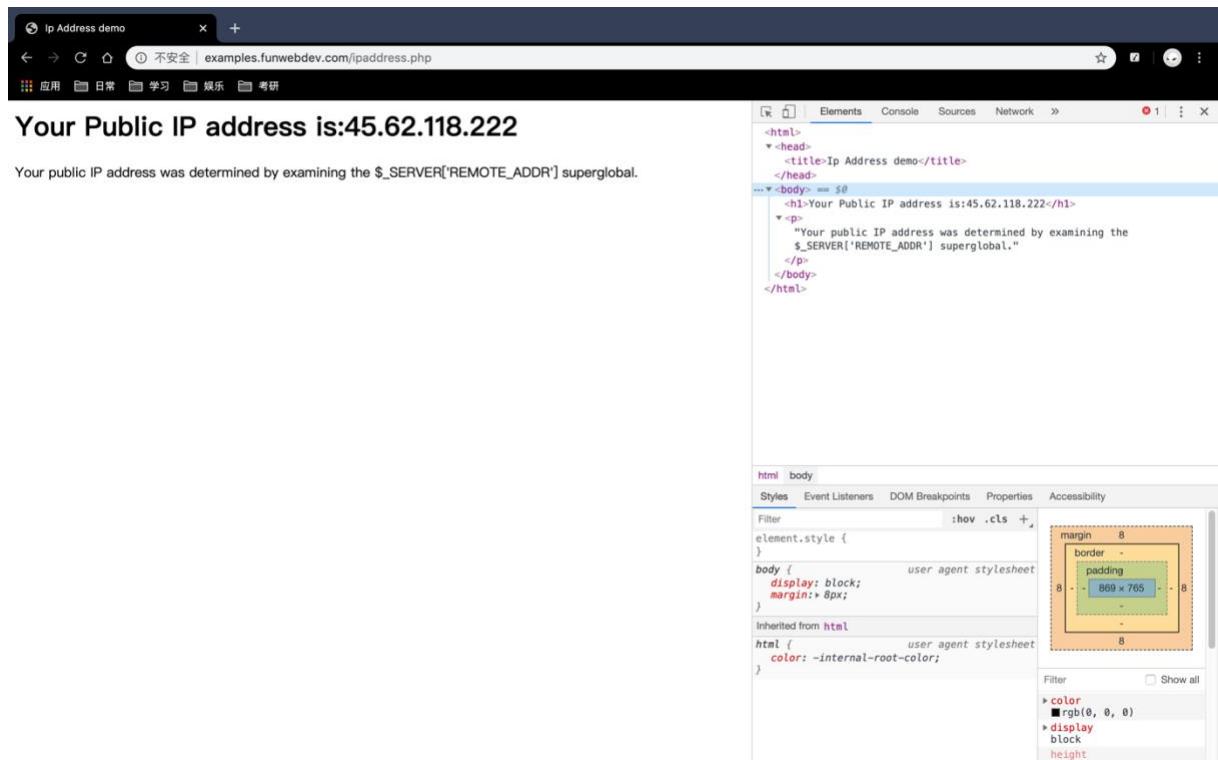 Ip Address demo
不安全 examples.funwebdev.com/ipaddress.php
应用 日常 学习 娱乐 考研
Your Public IP address is:45.62.118.222
Your public IP address was determined by examining the $_SERVER['REMOTE_ADDR'] superglobal.
Elements Console Sources Network » 1
<html>
<head>
<title>Ip Address demo</title>
</head>
<body> == $0
<h1>Your Public IP address is:45.62.118.222</h1>
<p>
"Your public IP address was determined by examining the
$_SERVER['REMOTE_ADDR'] superglobal."
</p>
</body>
</html>
html body
Styles Event Listeners DOM Breakpoints Properties Accessibility
Filter :hov .cls +
element.style {
}
body { user agent stylesheet
display: block;
margin: 8px;
}
Inherited from html
html { user agent stylesheet
color: -internal-root-color;
}
margin 8
border -
padding -
8 - - 869 × 765 - - 8
-
-
8
Filter Show all
color
rgb(0, 0, 0)
display
block
height